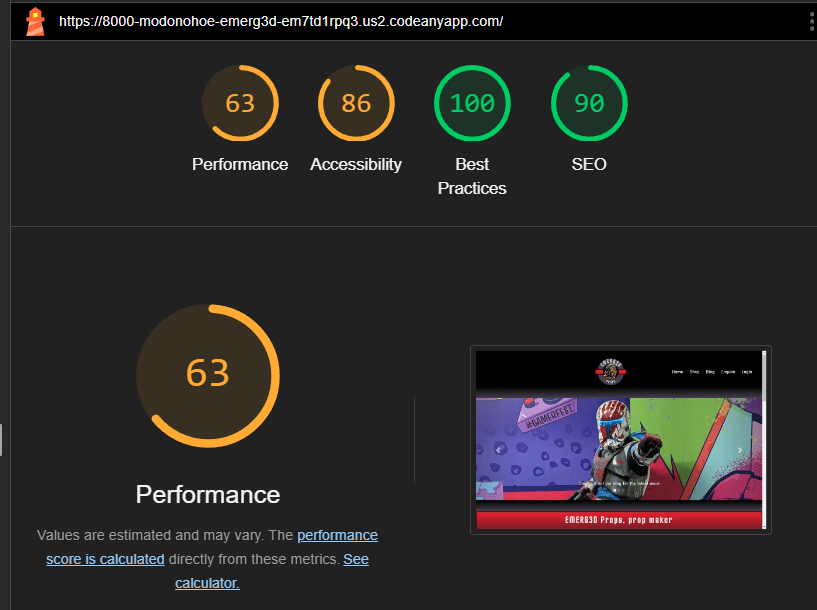 https://8000-modonohoe-emerg3d-em7td1rpq3.us2.codeanyapp.com/
63
86
100
90
Performance
Accessibility
Best
Practices
SEO
63
Performance
Values are estimated and may vary. The performance
score is calculated directly from these metrics. See
calculator.
EMERG3D
Home Shop Blog Enquire Login
#GAMERFEST
EMERG3D Props, prop maker